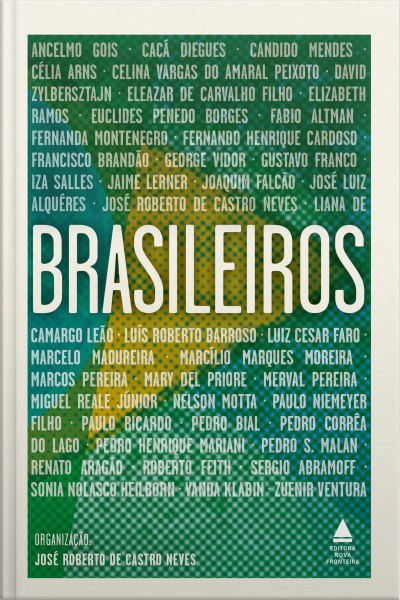 ANCELMO GOIS · CACÁ DIEGUES · CANDIDO MENDES ·
CÉLIA ARNS · CELINA VARGAS DO AMARAL PEIXOTO · DAVID
ZYLBERSZTAJN · ELEAZAR DE CARVALHO FILHO · ELIZABETH
RAMOS · EUCLIDES PENEDO BORGES · FABIO ALTMAN ·
FERNANDA MONTENEGRO · FERNANDO HENRIQUE CARDOSO ·
FRANCISCO BRANDÃO · GEORGE VIDOR · GUSTAVO FRANCO ·
IZA SALLES · JAIME LERNER · JOAQUIM FALCÃO · JOSÉ LUIZ
ALQUÉRES · JOSÉ ROBERTO DE CASTRO NEVES · LIANA DE
BRASILEIROS
CAMARGO LEÃO · LUÍS ROBERTO BARROSO · LUIZ CESAR FARO ·
MARCELO MADUREIRA · MARCÍLIO MARQUES MOREIRA ·
MARCOS PEREIRA · MARY DEL PRIORE · MERVAL PEREIRA ·
MIGUEL REALE JÚNIOR · NELSON MOTTA · PAULO NIEMEYER
FILHO · PAULO RICARDO · PEDRO BIAL · PEDRO CORRÊA
DO LAGO · PEDRO HENRIQUE MARIANI · PEDRO S. MALAN ·
RENATO ARAGÃO · ROBERTO FEITH · SERGIO ABRAMOFF ·
SONIA NOLASCO HEILBORN · VANDA KLABIN · ZUENIR VENTURA
ORGANIZAÇÃO:
JOSÉ ROBERTO DE CASTRO NEVES
EDITORA
NOVA
FRONTEIRA